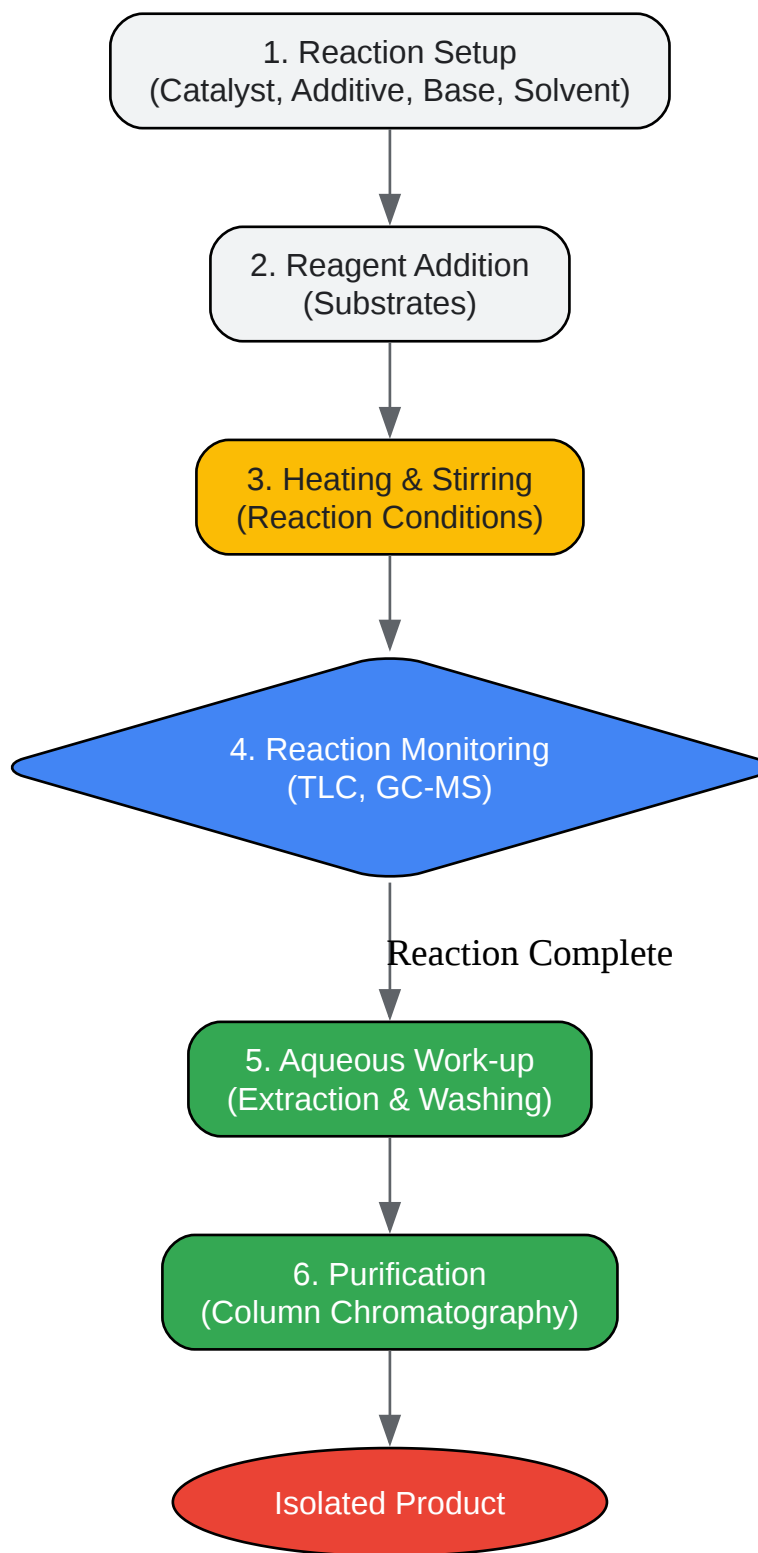 1. Reaction Setup
(Catalyst, Additive, Base, Solvent)
2. Reagent Addition
(Substrates)
3. Heating & Stirring
(Reaction Conditions)
4. Reaction Monitoring
(TLC, GC-MS)
Reaction Complete
5. Aqueous Work-up
(Extraction & Washing)
6. Purification
(Column Chromatography)
Isolated Product